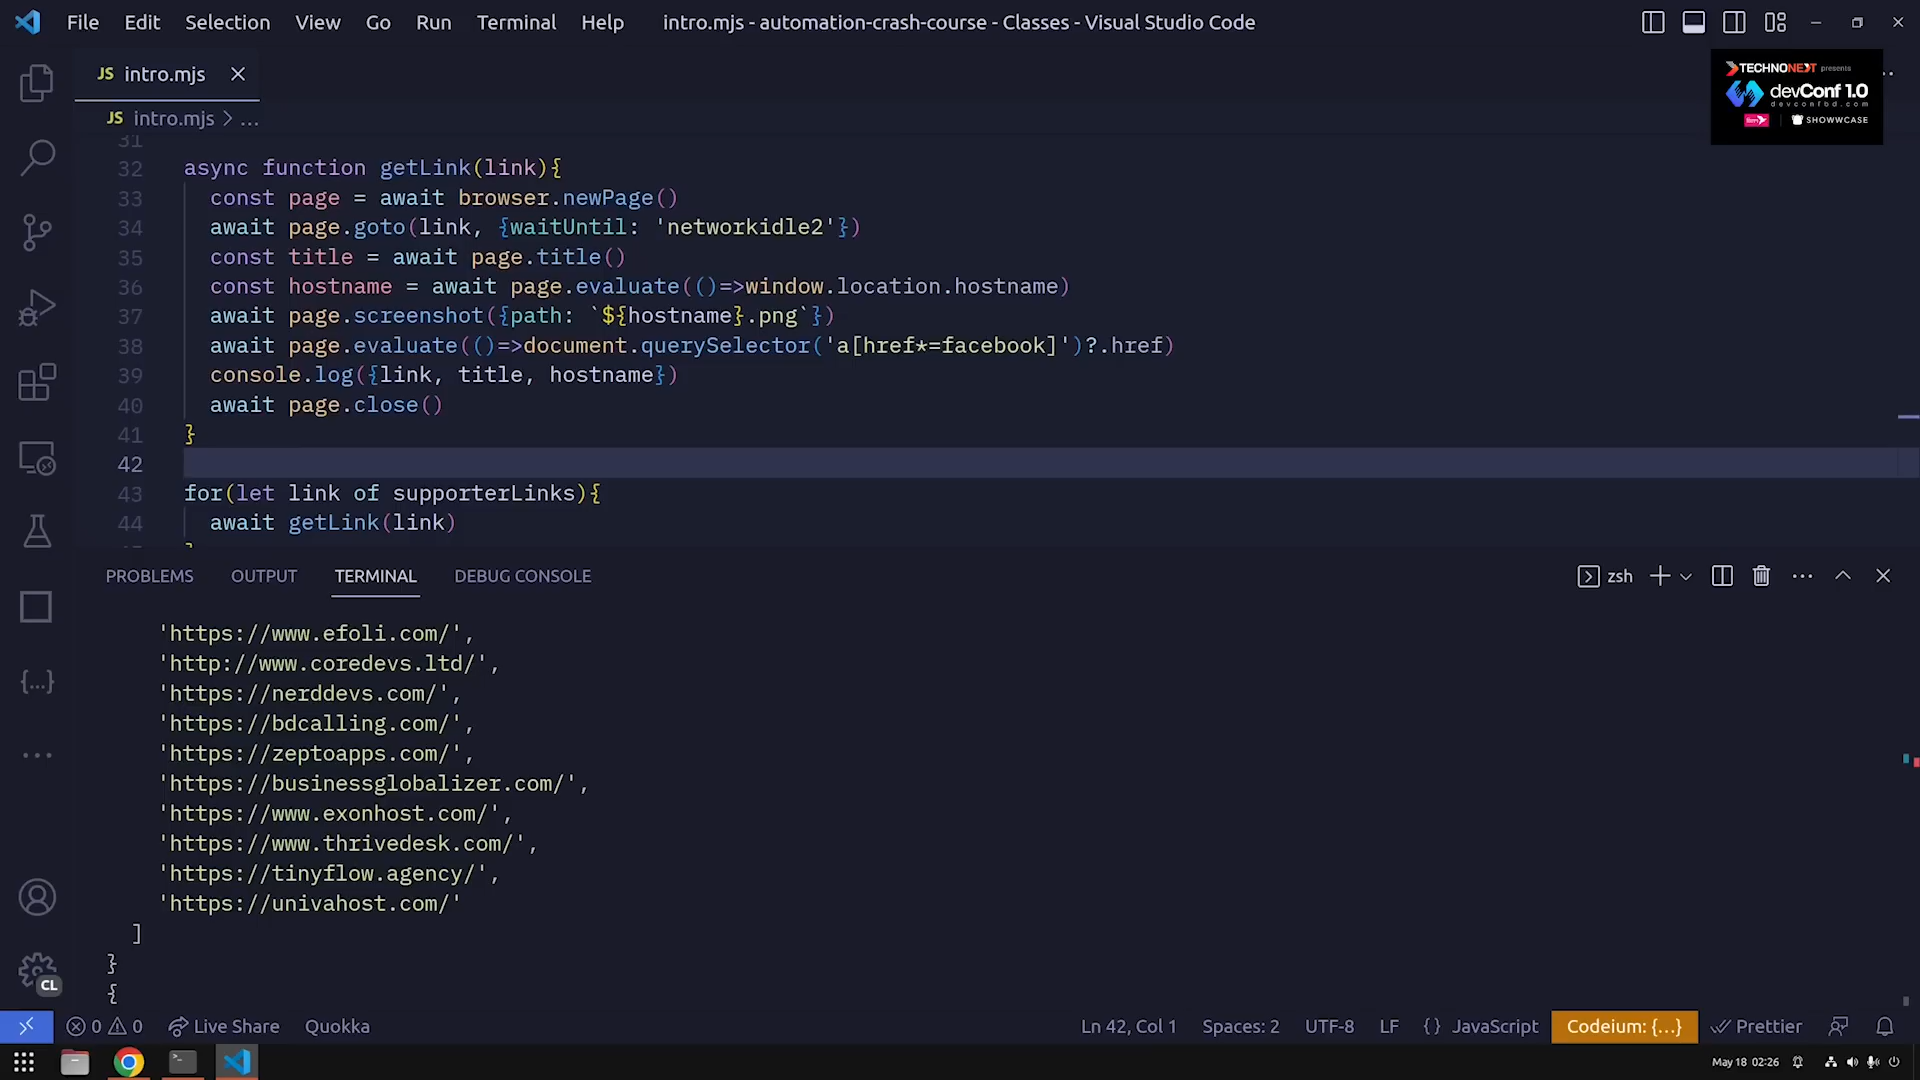 File Edit Selection View Go Run Terminal Help intro.mjs - automation-crash-course - Classes - Visual Studio Code
JS intro.mjs
TECHNONEXT presents
devConf 1.0
devconfbd.com
SHOWWCASE
JS intro.mjs > ...
31
32 async function getLink(link){
33 const page = await browser.newPage()
34 await page.goto(link, {waitUntil: 'networkidle2'})
35 const title = await page.title()
36 const hostname = await page.evaluate(()=>window.location.hostname)
37 await page.screenshot({path: `${hostname}.png`})
38 await page.evaluate(()=>document.querySelector('a[href*=facebook]')?.href)
39 console.log({link, title, hostname})
40 await page.close()
41 }
42
43 for(let link of supporterLinks){
44 await getLink(link)
PROBLEMS OUTPUT TERMINAL DEBUG CONSOLE zsh
'https://www.efoli.com/',
'http://www.coredevs.ltd/',
'https://nerddevs.com/',
'https://bdcalling.com/',
'https://zeptoapps.com/',
'https://businessglobalizer.com/',
'https://www.exonhost.com/',
'https://www.thrivedesk.com/',
'https://tinyflow.agency/',
'https://univahost.com/'
]
}
{
CL
0 0 Live Share Quokka Ln 42, Col 1 Spaces: 2 UTF-8 LF {} JavaScript Codeium: {...} Prettier
May 18 02:26